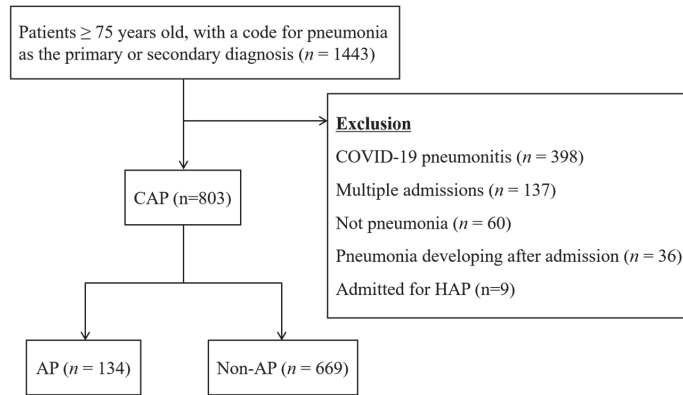 Patients ≥ 75 years old, with a code for pneumonia
as the primary or secondary diagnosis (n = 1443)
Exclusion
COVID-19 pneumonitis (n = 398)
Multiple admissions (n = 137)
Not pneumonia (n = 60)
Pneumonia developing after admission (n = 36)
Admitted for HAP (n=9)
CAP (n=803)
AP (n = 134)
Non-AP (n = 669)